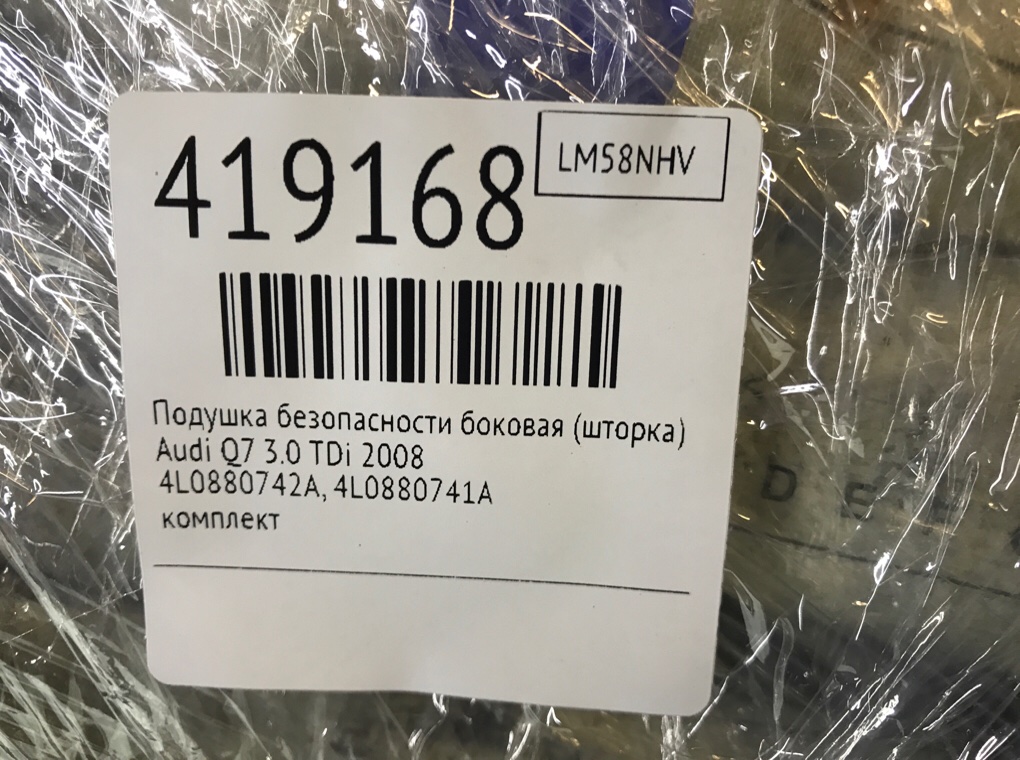 419168
LM58NHV
Подушка безопасности боковая (шторка)
Audi Q7 3.0 TDi 2008
4L0880742A, 4L0880741A
комплект